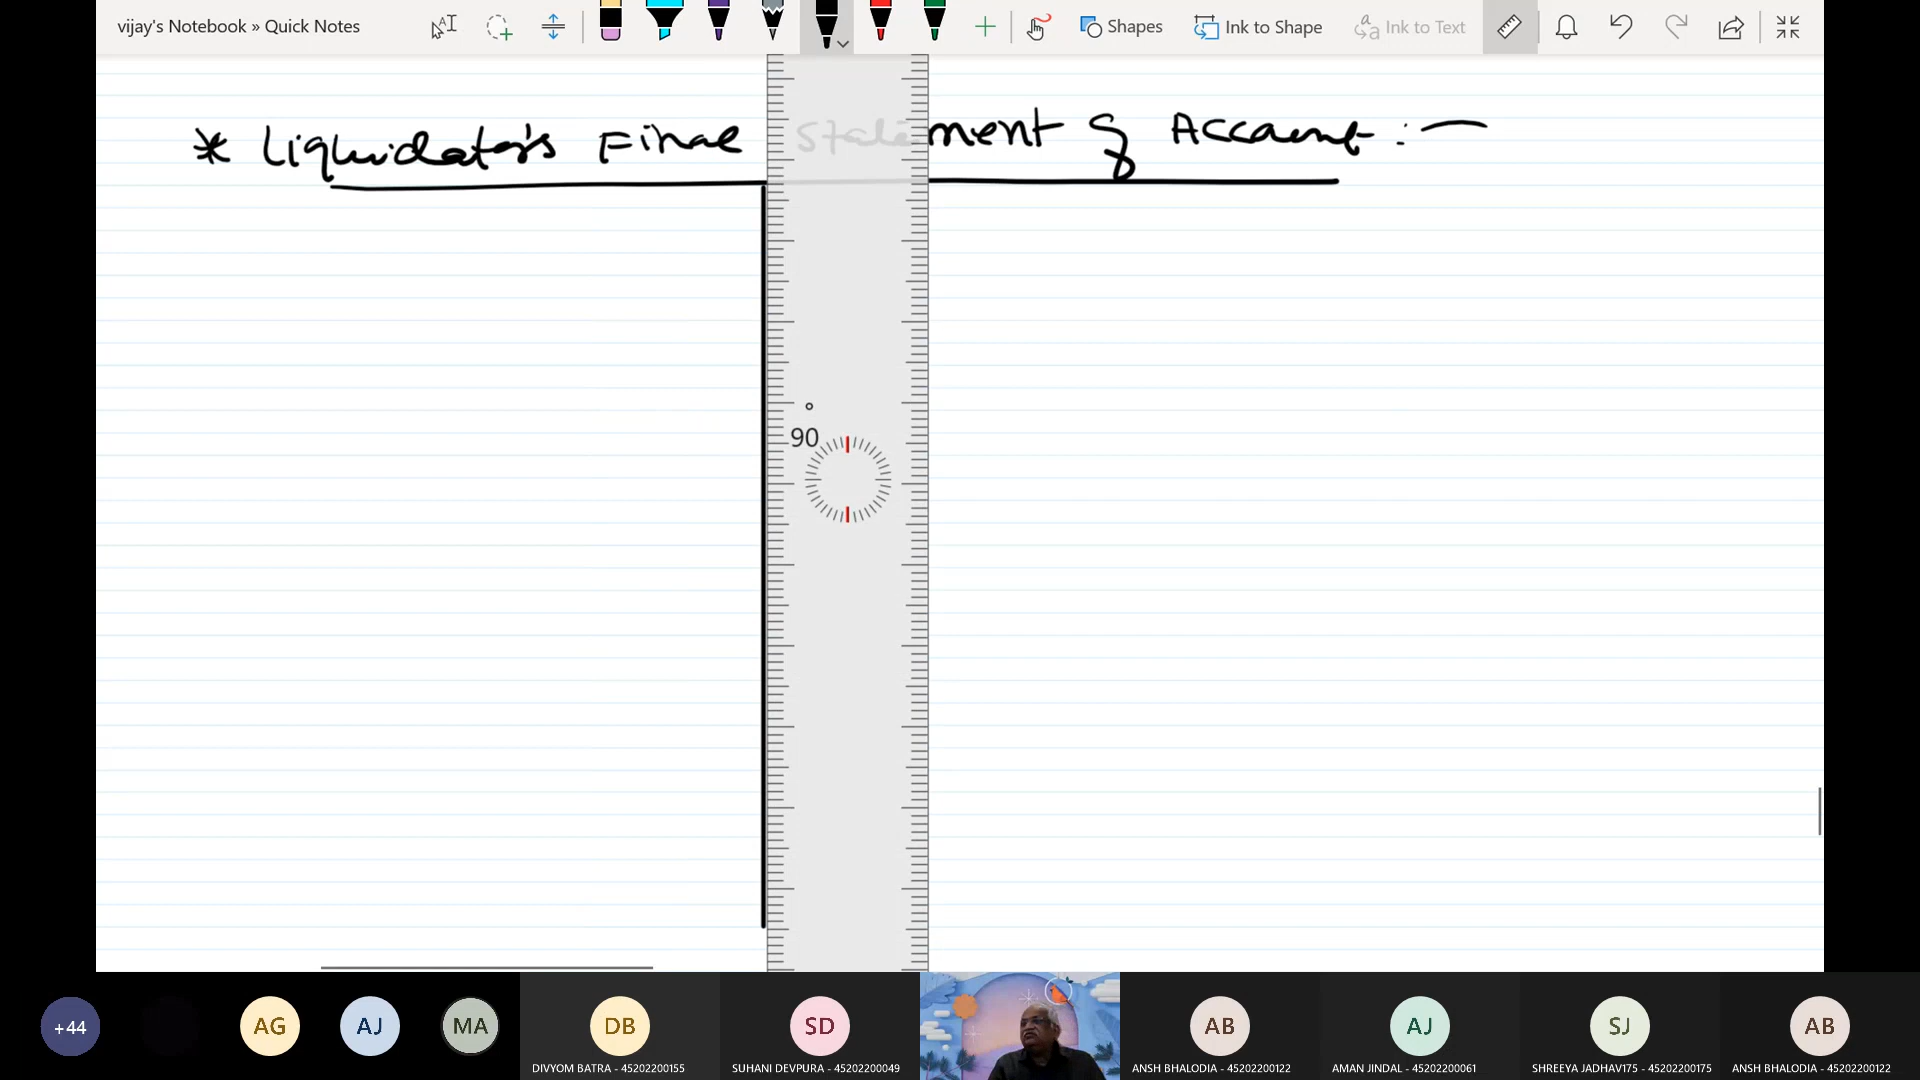 vijay's Notebook » Quick Notes
Shapes
Ink to Shape
Ink to Text
* Liquidator's Final Statement of Account :-
90°
+44
AG
AJ
MA
DB
DIVYOM BATRA - 45202200155
SD
SUHANI DEVPURA - 45202200049
AB
ANSH BHALODIA - 45202200122
AJ
AMAN JINDAL - 45202200061
SJ
SHREEYA JADHAV175 - 45202200175
AB
ANSH BHALODIA - 45202200122